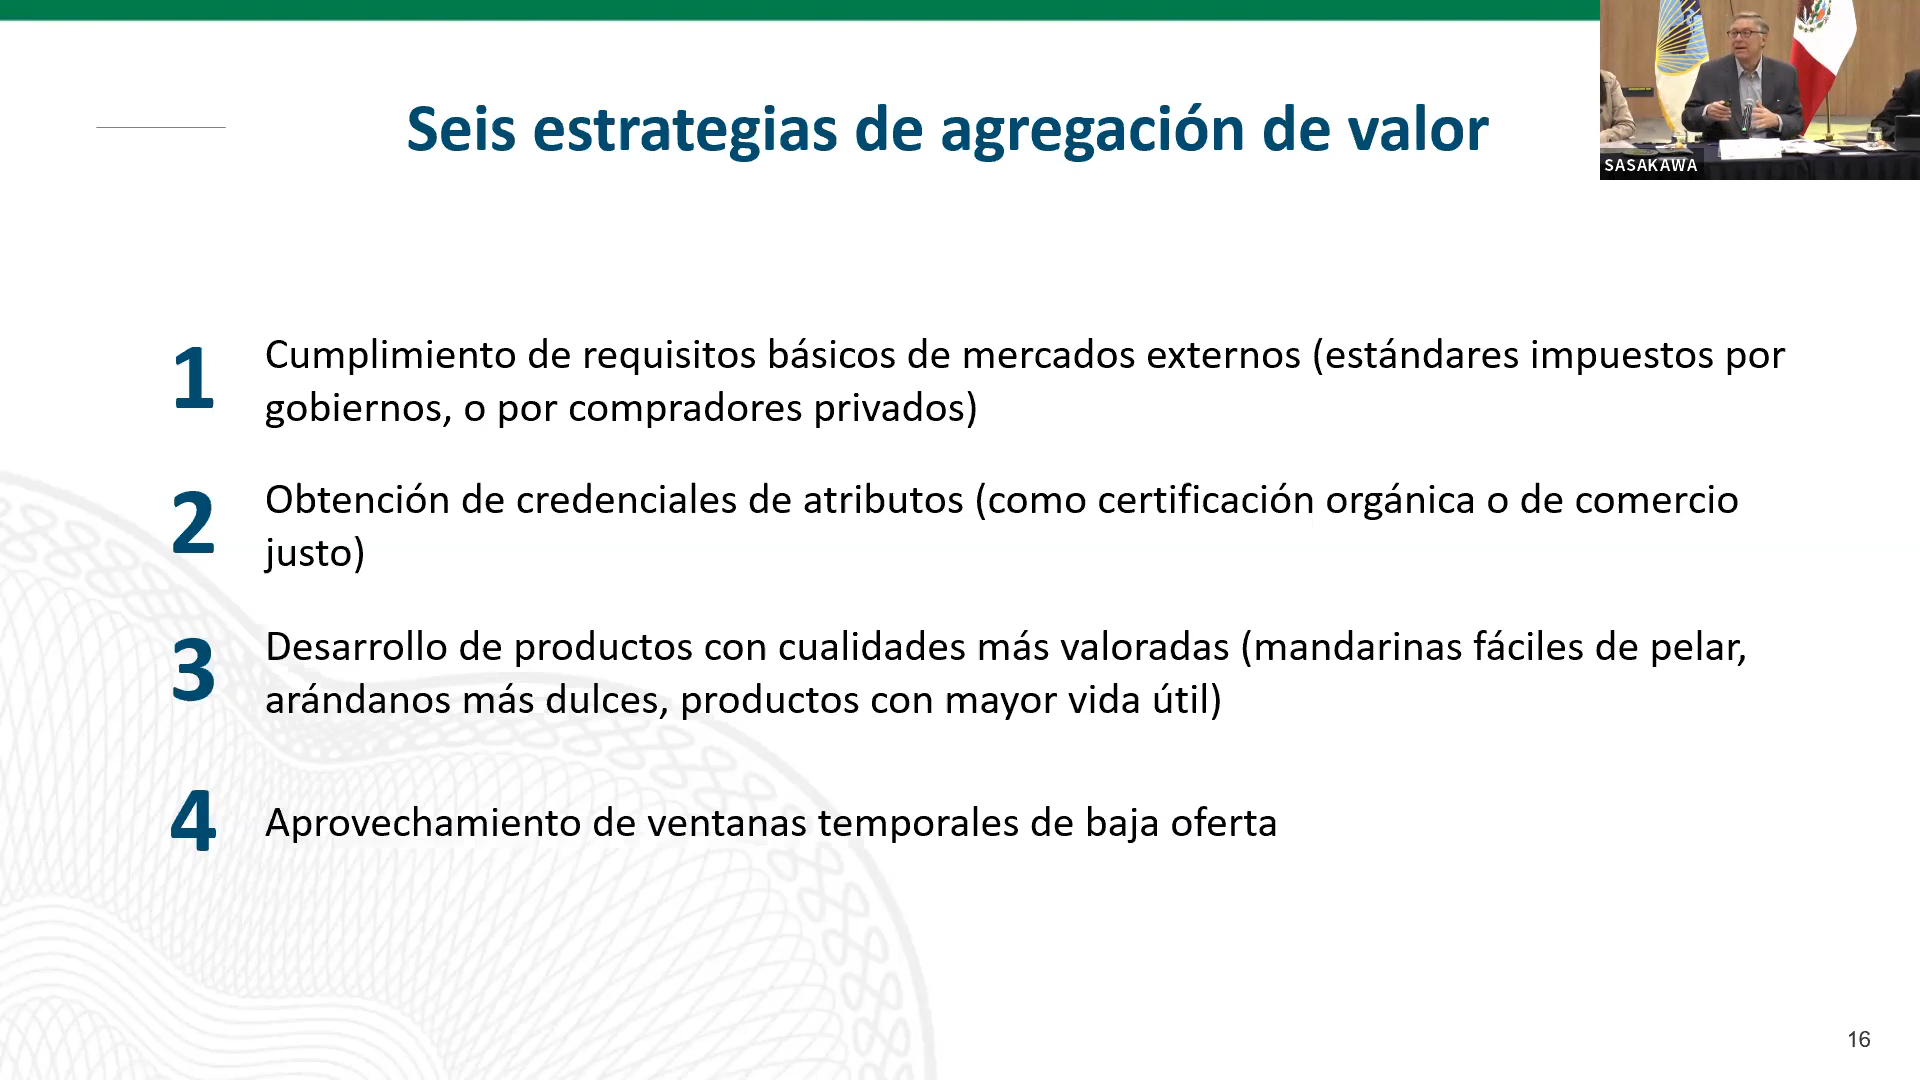 Seis estrategias de agregación de valor
SASAKAWA
1
Cumplimiento de requisitos básicos de mercados externos (estándares impuestos por
gobiernos, o por compradores privados)
2
Obtención de credenciales de atributos (como certificación orgánica o de comercio
justo)
3
Desarrollo de productos con cualidades más valoradas (mandarinas fáciles de pelar,
arándanos más dulces, productos con mayor vida útil)
4
Aprovechamiento de ventanas temporales de baja oferta
16